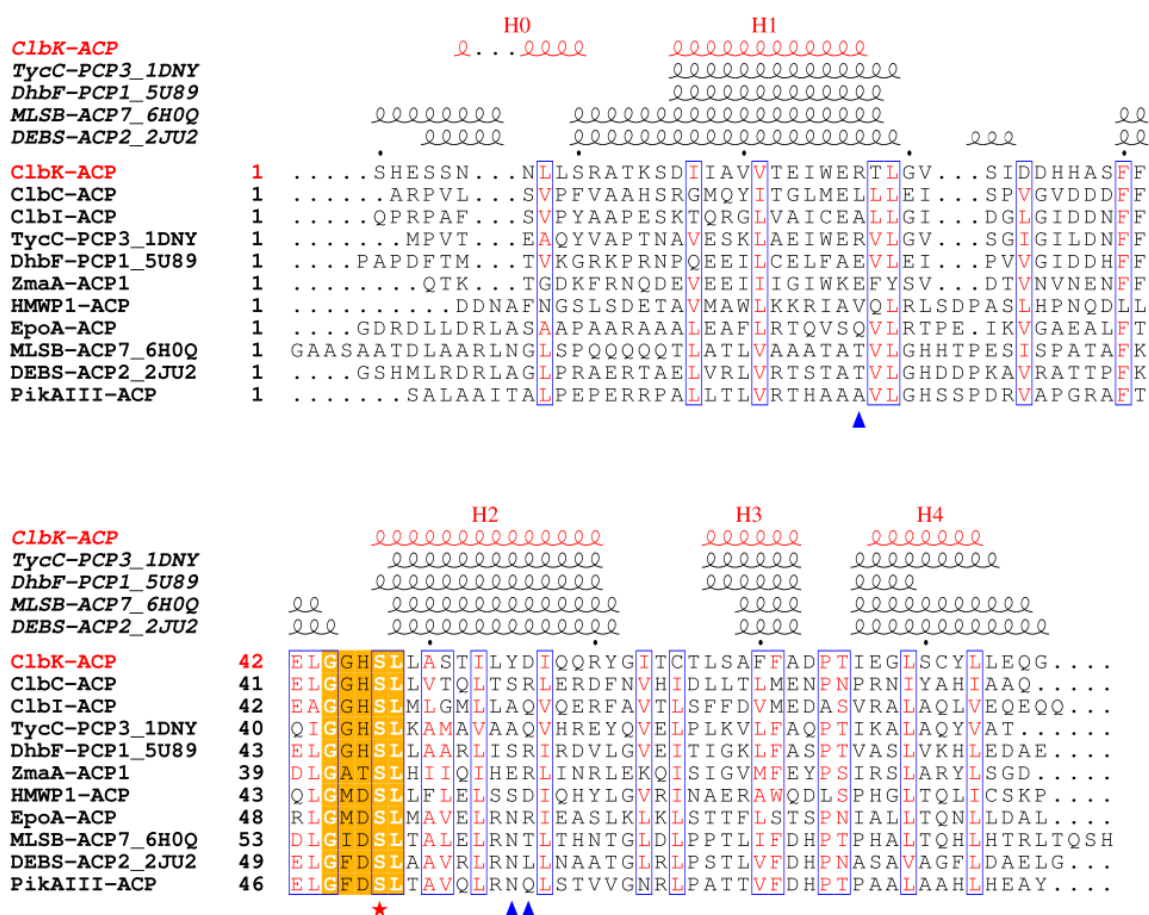 H0 H1
ClbK-ACP
TycC-PCP3_1DNY
DhbF-PCP1_5U89
MLSB-ACP7_6H0Q
DEBS-ACP2_2JU2
ClbK-ACP 1 .....SHESSN...NLLSRATKSDIIAVVTEIWERTLGV...SIDDHHASFF
ClbC-ACP 1 ......ARPVL...SVPFVAAHSRGMQYITGLMELLLEI...SPVGVDDDFF
ClbI-ACP 1 .....QPRPAF...SVPYAAPESKTQRGLVAICEALLGI...DGLGIDDNFF
TycC-PCP3_1DNY 1 .......MPVT...EAQYVAPTNAVESKLAEIWERVLGV...SGIGILDNFF
DhbF-PCP1_5U89 1 ....PAPDFTM...TVKGRKPRNPQEEILCELFAEVLEI...PVVGIDDHFF
ZmaA-ACP1 1 ........QTK...TGDKFRNQDEVEEIIIGIWKEFYSV...DTVNVNENFF
HMWP1-ACP 1 ..........DDNAFNGSLSDETAVMAWLKKRIAVQLRLSDPASLHPNQDLL
EpoA-ACP 1 ....GDRDLLDRLASAAPAARAAALEAFLRTQVSQVLRTPE.IKVGAEALFT
MLSB-ACP7_6H0Q 1 GAASAATDLAARLNGLSPQQQQQTLATLVAAATATVLGHHTPESISPATAFK
DEBS-ACP2_2JU2 1 ....GSHMLRDRLAGLPRAERTAELVRLVRTSTATVLGHDDPKAVRATTPFK
PikAIII-ACP 1 .......SALAAITALPEPERRPALLTLVRTHAAAVLGHSSPDRVAPGRAFT
H2 H3 H4
ClbK-ACP
TycC-PCP3_1DNY
DhbF-PCP1_5U89
MLSB-ACP7_6H0Q
DEBS-ACP2_2JU2
ClbK-ACP 42 ELGGHSLLASTILYDIQQRYGITCTLSAFFADPTIEGLSCYLLEQG....
ClbC-ACP 41 ELGGHSLLVTQLTSRLERDFNVHIDLLTLMENPNPRNIYAHIAAQ.....
ClbI-ACP 42 EAGGHSLMLGMLLAQVQERFAVTLSFFDVMEDASVRALAQLVEQEQQ...
TycC-PCP3_1DNY 40 QIGGHSLKAMAVAAQVHREYQVELPLKVLFAQPTIKALAQYVAT......
DhbF-PCP1_5U89 43 ELGGHSLLAARLISRIRDVLGVEITIGKLFASPTVASLVKHLEDAE....
ZmaA-ACP1 39 DLGATSLHIIQIHERLINRLEKQISIGVMFEYPSIRSLARYLSGD.....
HMWP1-ACP 43 QLGMDSLLFLELSSDIQHYLGVRINAERAWQDLSPHGLTQLICSKP....
EpoA-ACP 48 RLGMDSLMAVELRNRIEASLKLKLSTTFLSTSPNIALLTQNLLDAL....
MLSB-ACP7_6H0Q 53 DLGIDSLTALELRNTLTHNTGLDLPPTLIFDHPTPHALTQHLHTRLTQSH
DEBS-ACP2_2JU2 49 ELGFDSLAAVRLRNLLNAATGLRLPSTLVFDHPNASAVAGFLDAELG...
PikAIII-ACP 46 ELGFDSLTAVQLRNQLSTVVGNRLPATTVFDHPTPAALAAHLHEAY....